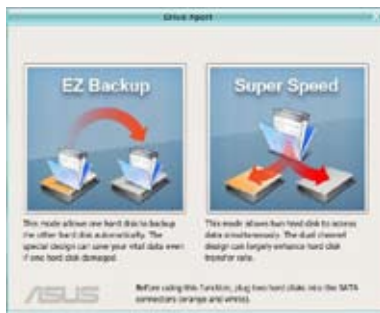 Drive Xpert
EZ Backup
Super Speed
This mode allows one hard disk to backup
the other hard disk automatically. The
special design can save your vital data even
if one hard disk damaged.
This mode allows two hard disk to access
data simultaneously. The dual channel
design can largely enhance hard disk
transfer rate.
ASUS
Before using this function, plug two hard disks into the SATA
connectors (orange and white).